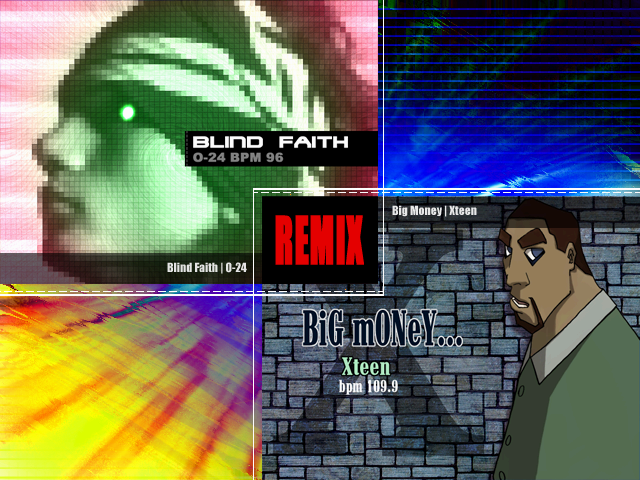 BLIND FAITH
O-24 BPM 96
Blind Faith | O-24
REMIX
Big Money | Xteen
BiG mONeY...
Xteen
bpm 109.9